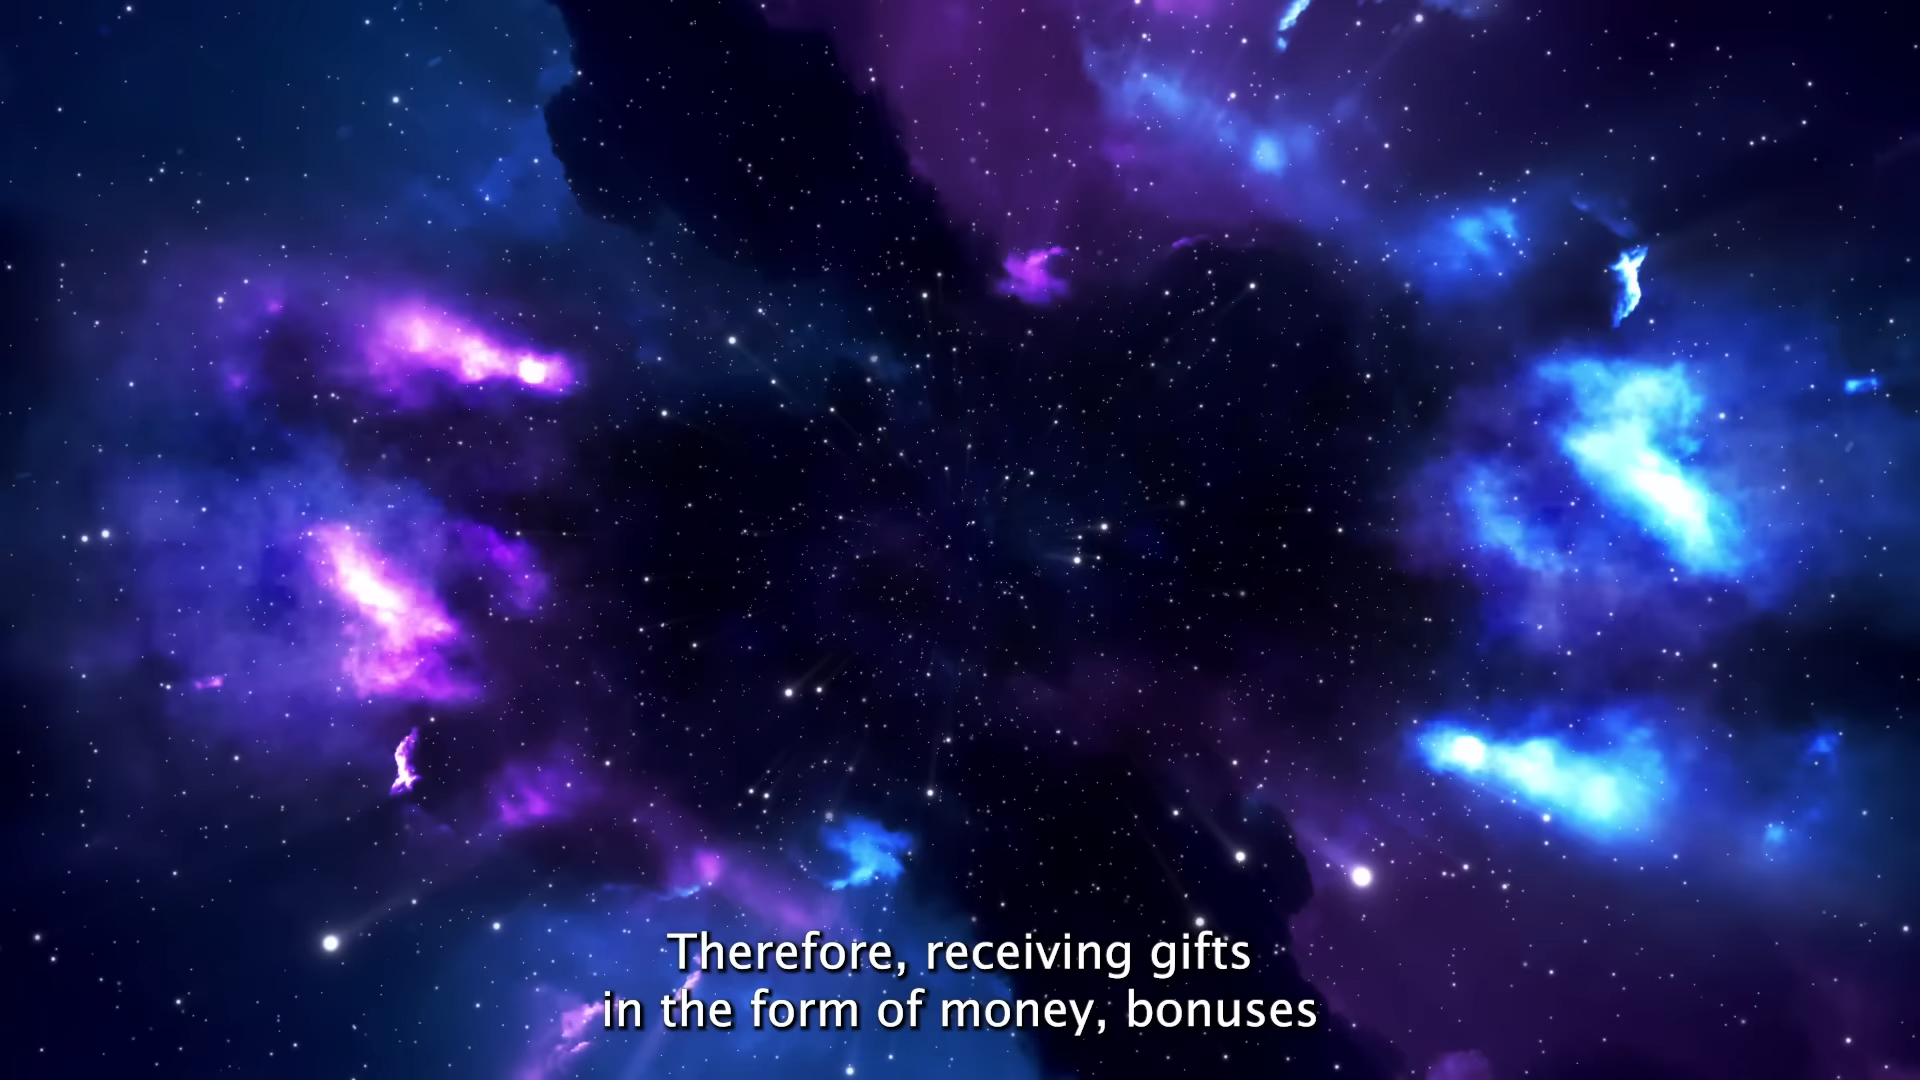 Therefore, receiving gifts
in the form of money, bonuses